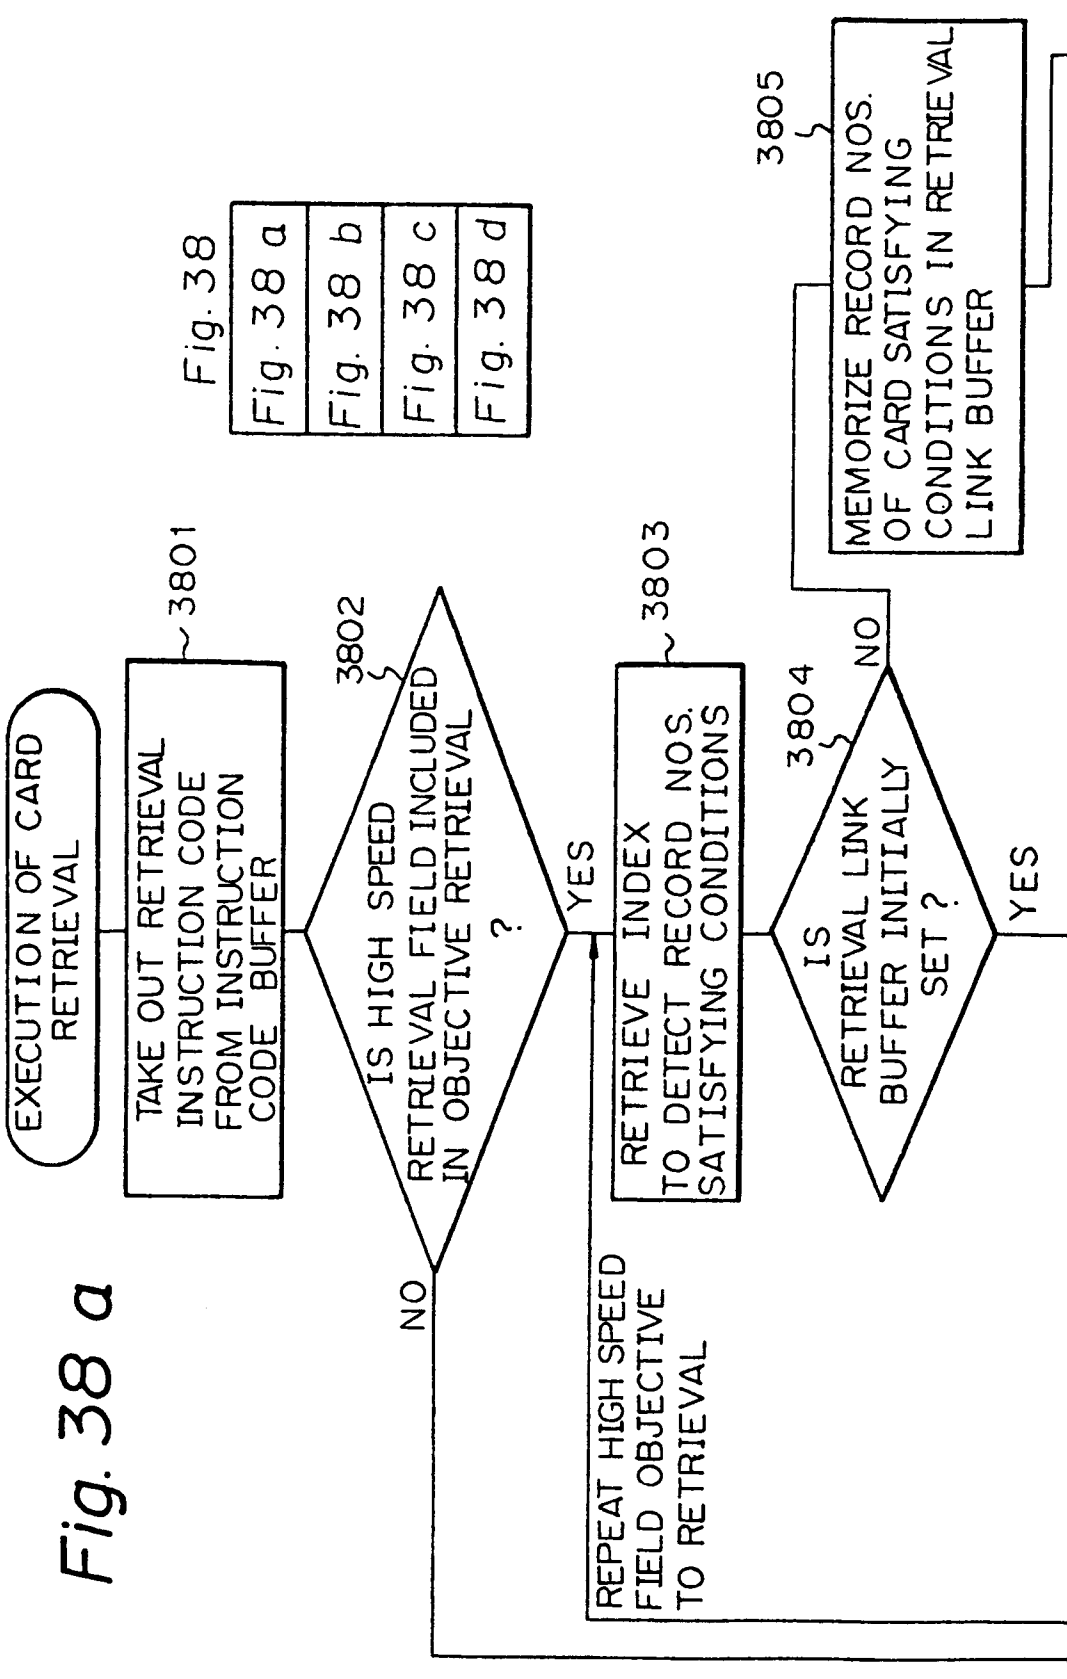 Fig. 38 a
EXECUTION OF CARD
RETRIEVAL
TAKE OUT RETRIEVAL
INSTRUCTION CODE
FROM INSTRUCTION
CODE BUFFER
3801
Fig. 38
Fig. 38 a
Fig. 38 b
Fig. 38 c
Fig. 38 d
3802
IS HIGH SPEED
RETRIEVAL FIELD INCLUDED
IN OBJECTIVE RETRIEVAL
?
NO
YES
REPEAT HIGH SPEED
FIELD OBJECTIVE
TO RETRIEVAL
RETRIEVE INDEX
TO DETECT RECORD NOS.
SATISFYING CONDITIONS
3803
3804
IS
RETRIEVAL LINK
BUFFER INITIALLY
SET ?
NO
YES
3805
MEMORIZE RECORD NOS.
OF CARD SATISFYING
CONDITIONS IN RETRIEVAL
LINK BUFFER